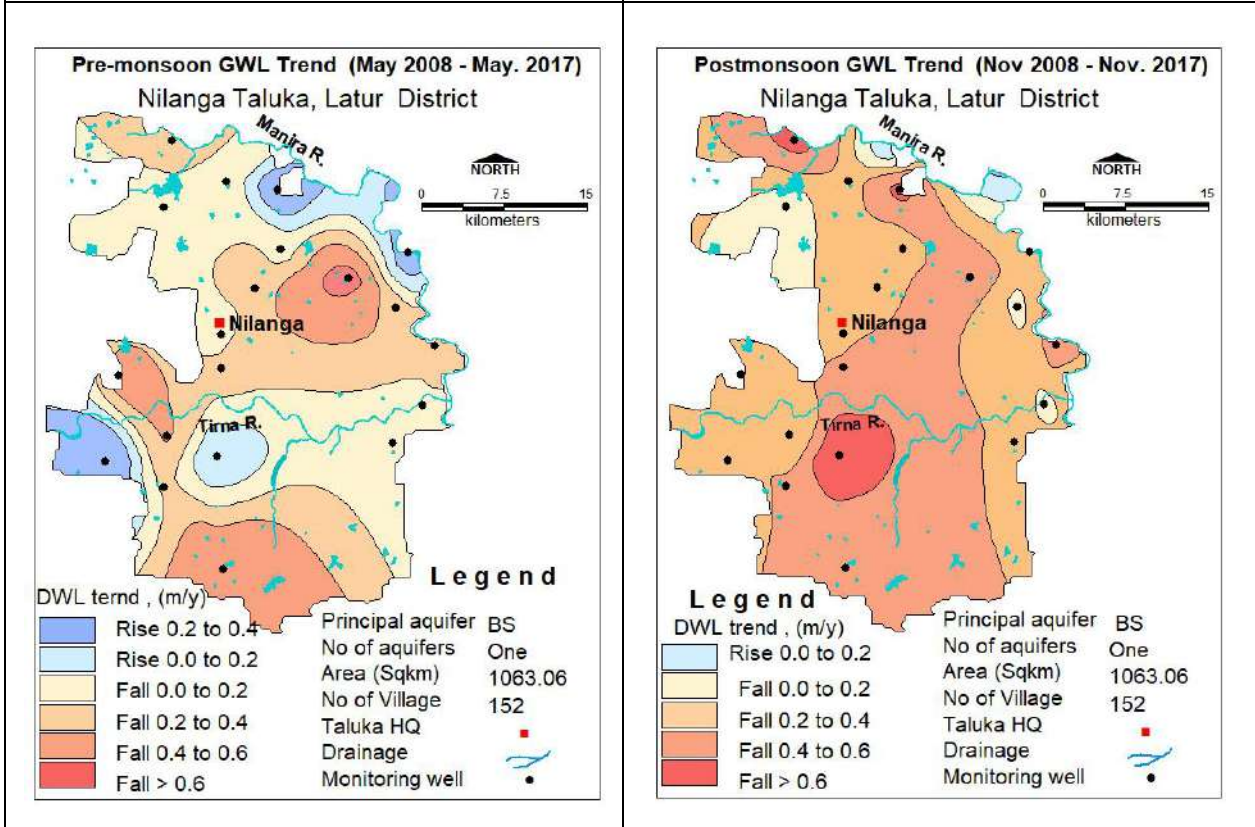 Pre-monsoon GWL Trend (May 2008 - May. 2017)
Nilanga Taluka, Latur District
Manira R.
NORTH
0 7.5 15
kilometers
Nilanga
Tirna R.
Legend
DWL ternd , (m/y)
Rise 0.2 to 0.4
Rise 0.0 to 0.2
Fall 0.0 to 0.2
Fall 0.2 to 0.4
Fall 0.4 to 0.6
Fall > 0.6
Principal aquifer BS
No of aquifers One
Area (Sqkm) 1063.06
No of Village 152
Taluka HQ
Drainage
Monitoring well
Postmonsoon GWL Trend (Nov 2008 - Nov. 2017)
Nilanga Taluka, Latur District
Manira R.
NORTH
0 7.5 15
kilometers
Nilanga
Tirna R.
Legend
DWL trend , (m/y)
Rise 0.0 to 0.2
Fall 0.0 to 0.2
Fall 0.2 to 0.4
Fall 0.4 to 0.6
Fall > 0.6
Principal aquifer BS
No of aquifers One
Area (Sqkm) 1063.06
No of Village 152
Taluka HQ
Drainage
Monitoring well